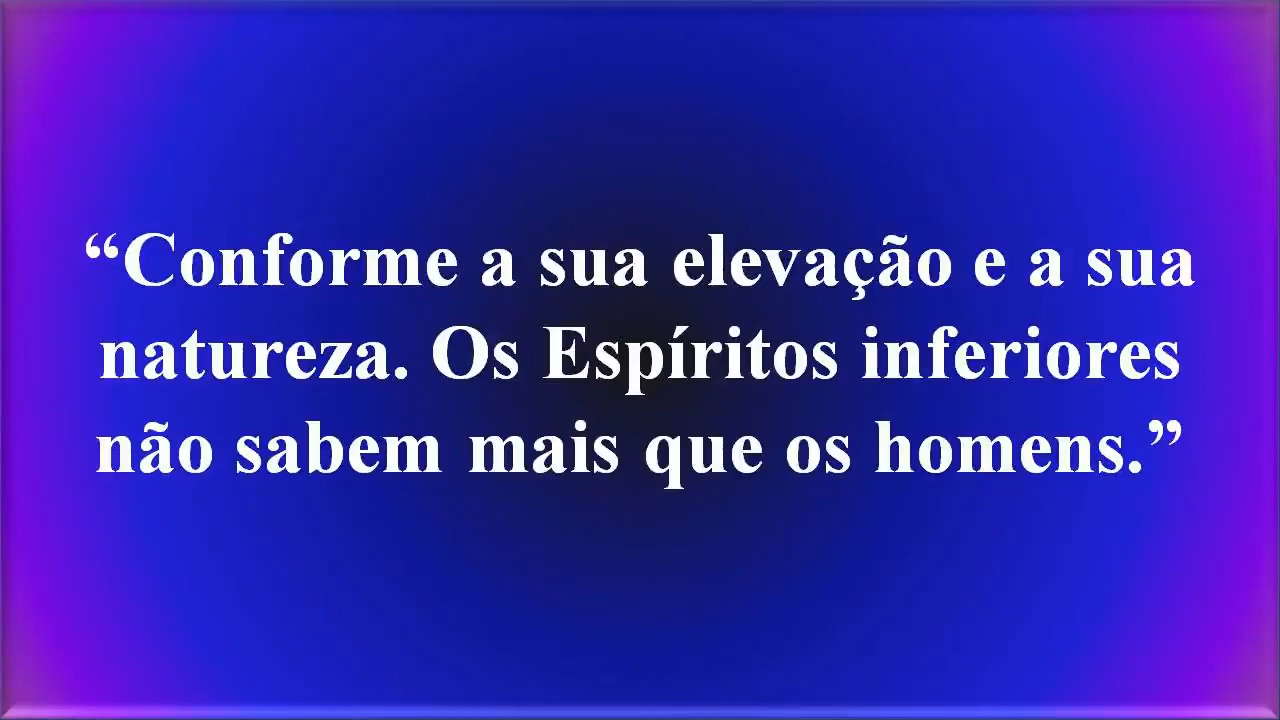 “Conforme a sua elevação e a sua
natureza. Os Espíritos inferiores
não sabem mais que os homens.”